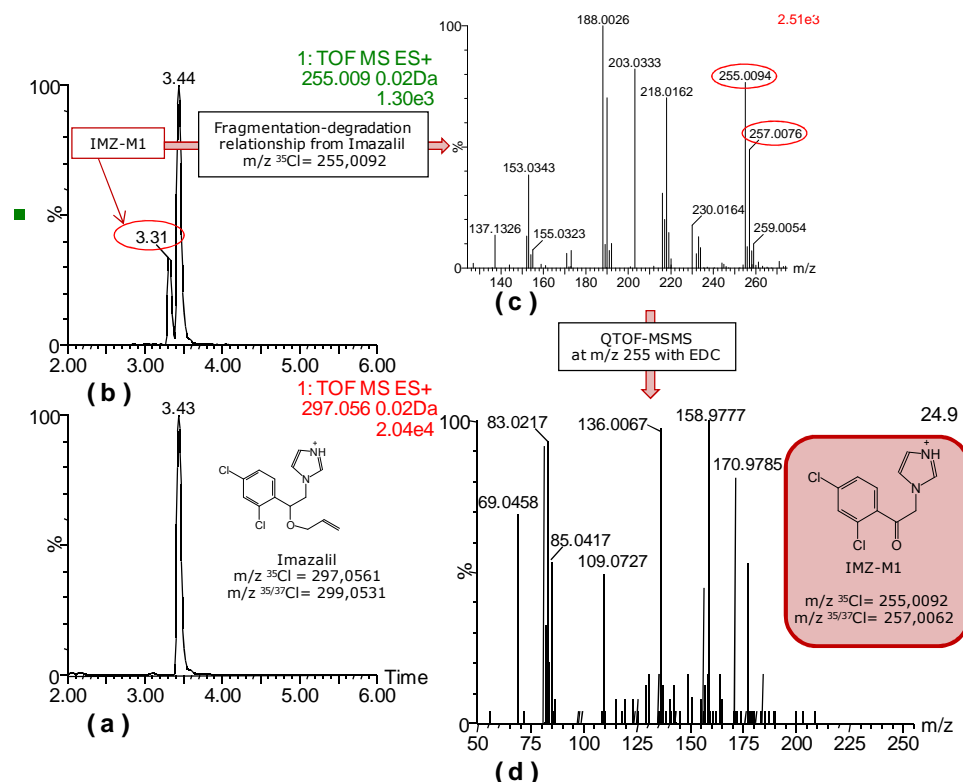 1: TOF MS ES+
255.009 0.02Da
1.30e3
3.44
100
IMZ-M1
3.31
%
0
2.00 3.00 4.00 5.00 6.00
( b )
Fragmentation-degradation
relationship from Imazalil
m/z ³⁵Cl= 255,0092
2.51e3
100
188.0026
203.0333
255.0094
218.0162
257.0076
%
153.0343
137.1326
155.0323
230.0164
259.0054
0
m/z
140 160 180 200 220 240 260
( c )
QTOF-MSMS
at m/z 255 with EDC
1: TOF MS ES+
297.056 0.02Da
2.04e4
3.43
100
%
0
Time
2.00 3.00 4.00 5.00 6.00
( a )
Cl
Cl
O
N
NH
+
Imazalil
m/z ³⁵Cl = 297,0561
m/z ³⁵/³⁷Cl = 299,0531
24.9
100
83.0217
136.0067
158.9777
170.9785
69.0458
85.0417
109.0727
%
0
m/z
50 75 100 125 150 175 200 225 250
( d )
Cl
Cl
O
N
NH
+
IMZ-M1
m/z ³⁵Cl= 255,0092
m/z ³⁵/³⁷Cl= 257,0062